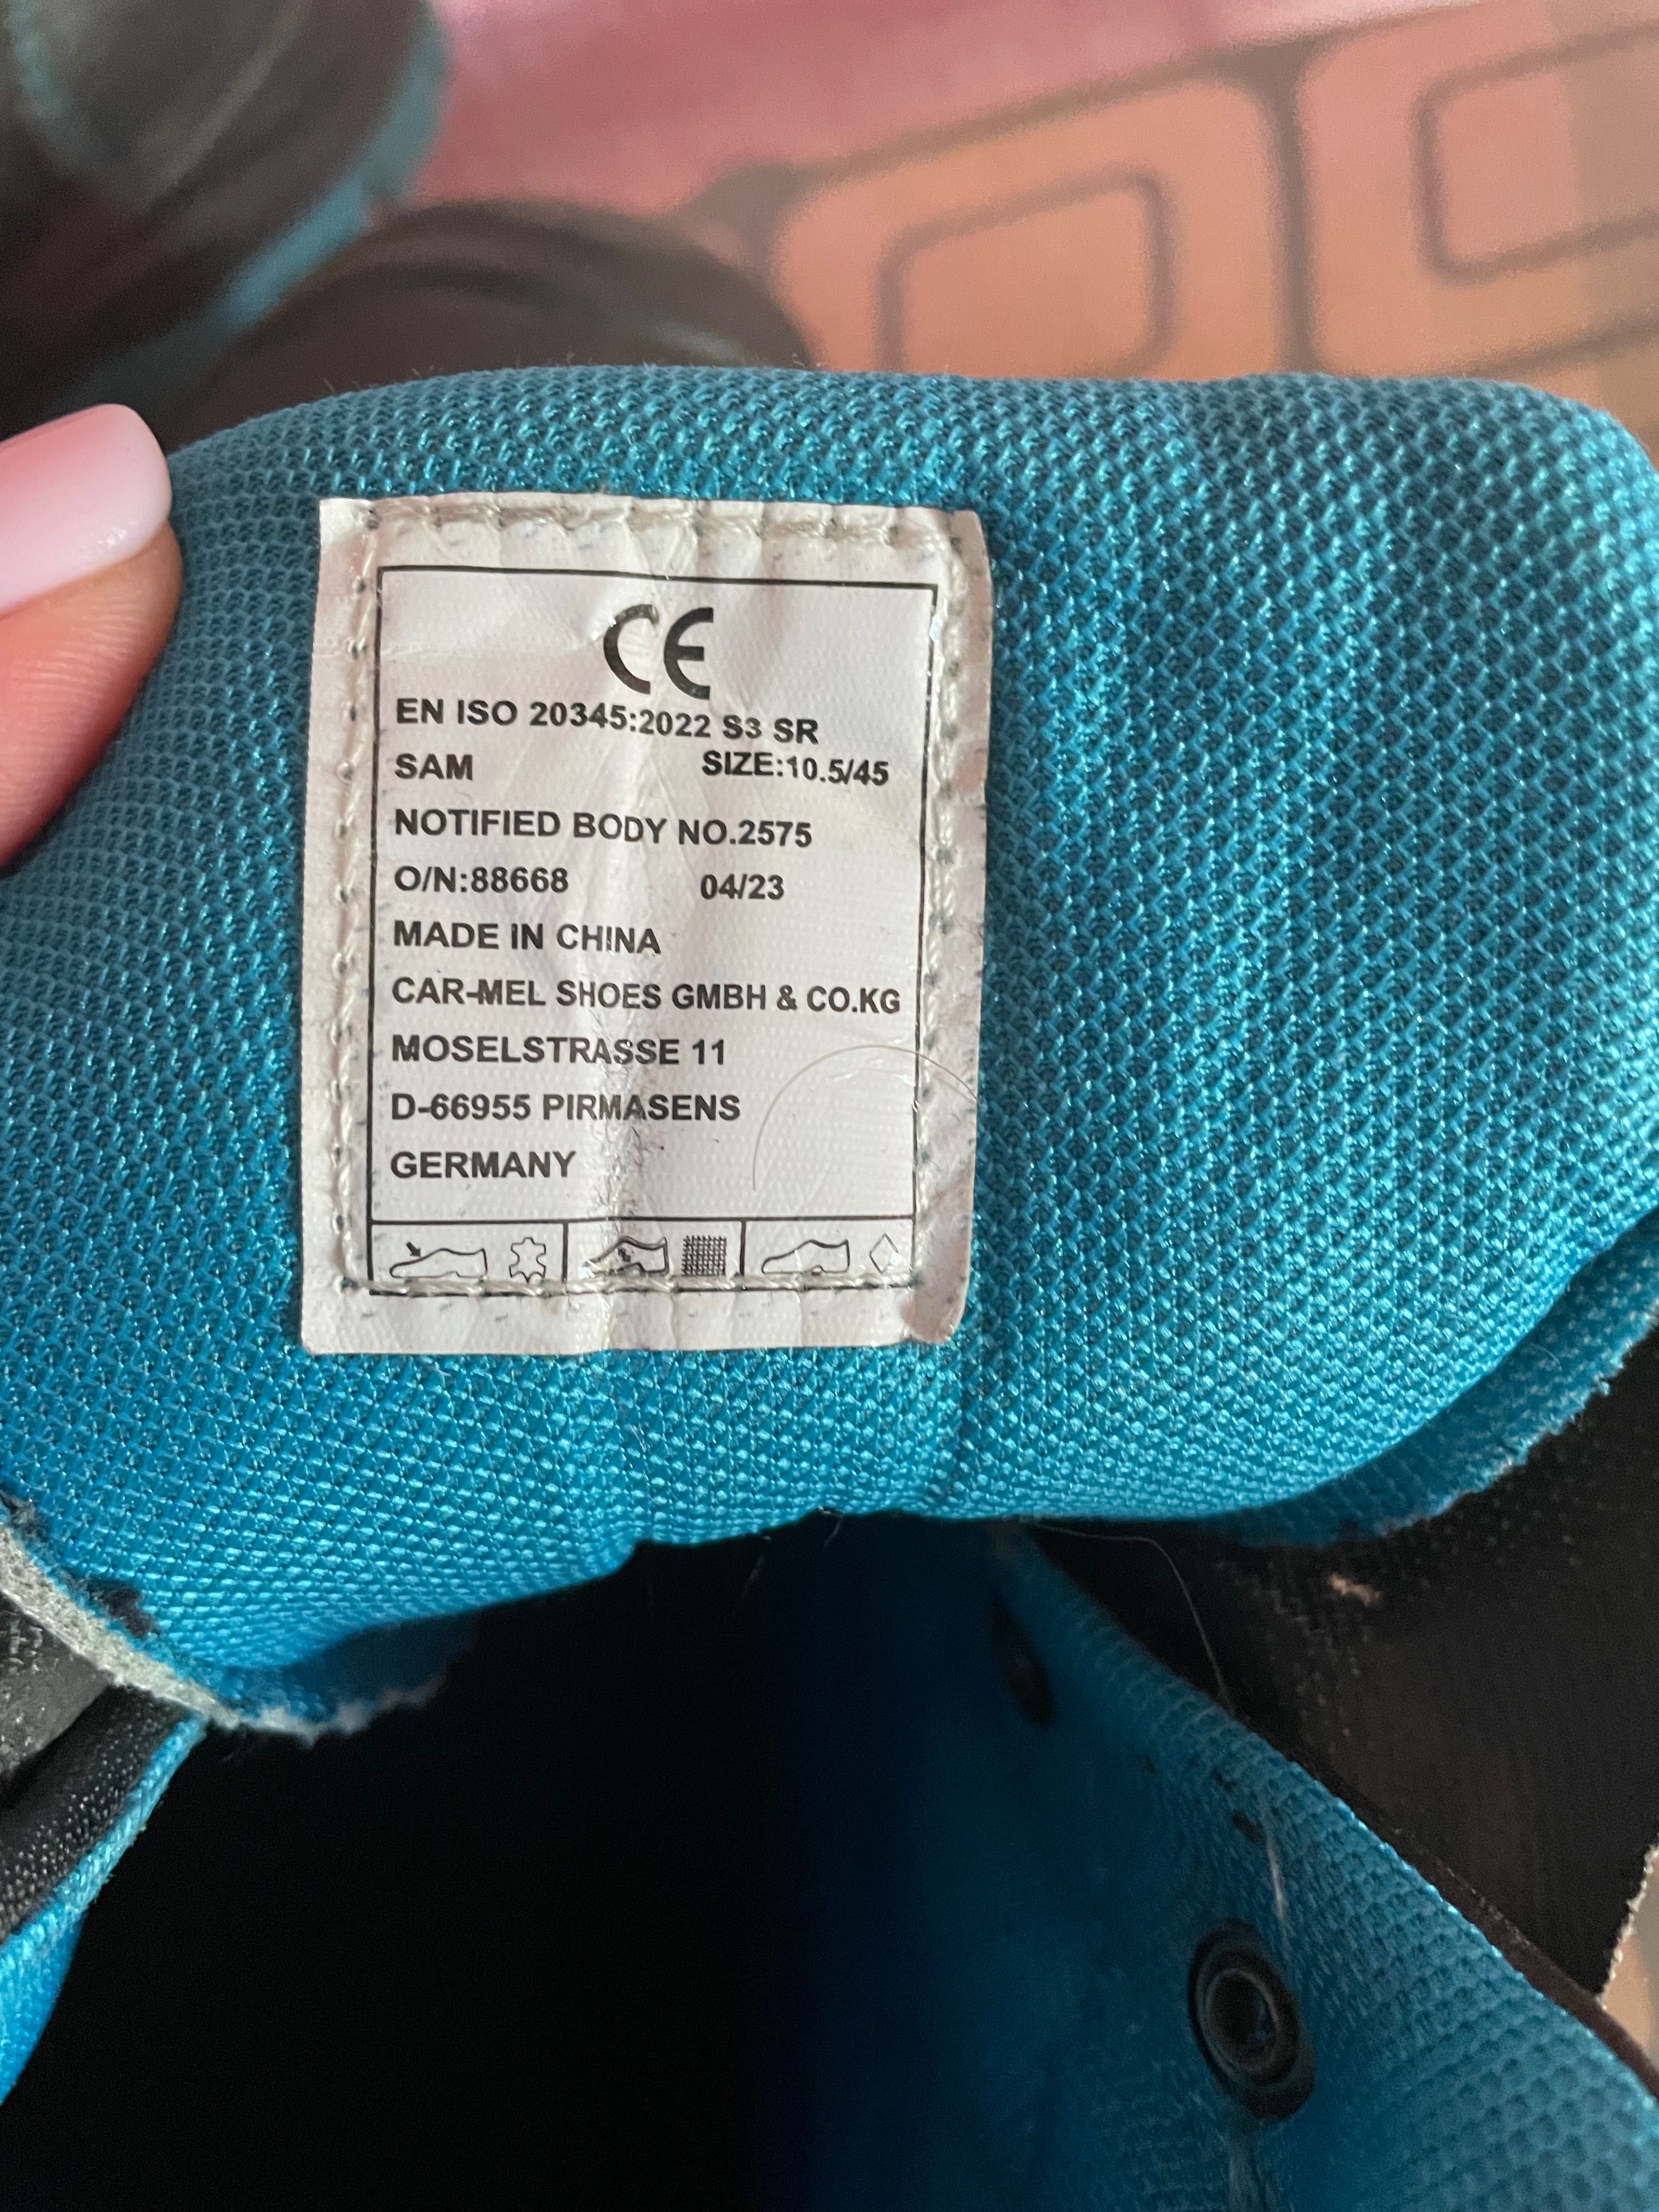 CE
EN ISO 20345:2022 S3 SR
SAM SIZE:10.5/45
NOTIFIED BODY NO.2575
O/N:88668 04/23
MADE IN CHINA
CAR-MEL SHOES GMBH & CO.KG
MOSELSTRASSE 11
D-66955 PIRMASENS
GERMANY